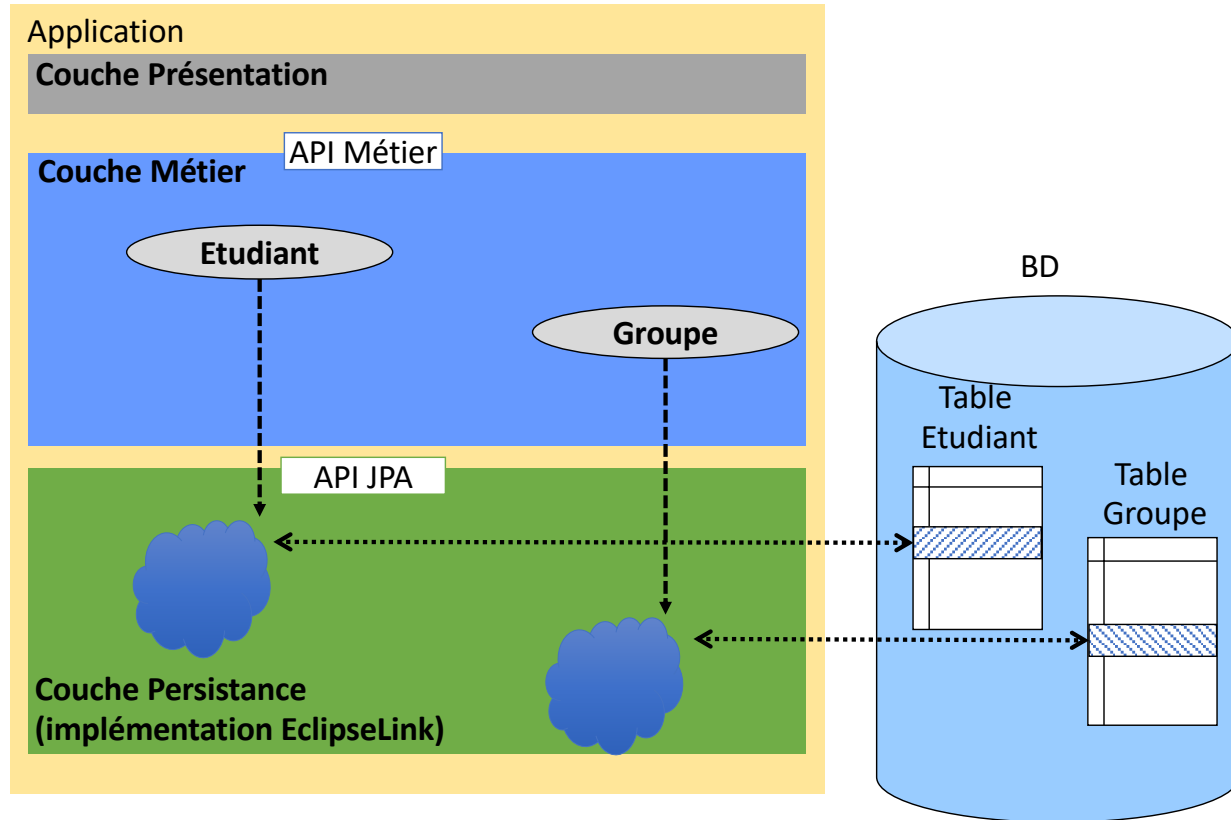 Application
Couche Présentation
API Métier
Couche Métier
Etudiant
Groupe
API JPA
Couche Persistance
(implémentation EclipseLink)
BD
Table
Etudiant
Table
Groupe